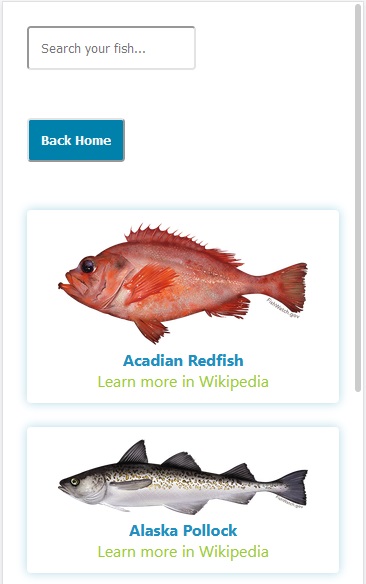 Search your fish...
Back Home
FishWatch.gov
Acadian Redfish
Learn more in Wikipedia
FishWatch.gov
Alaska Pollock
Learn more in Wikipedia